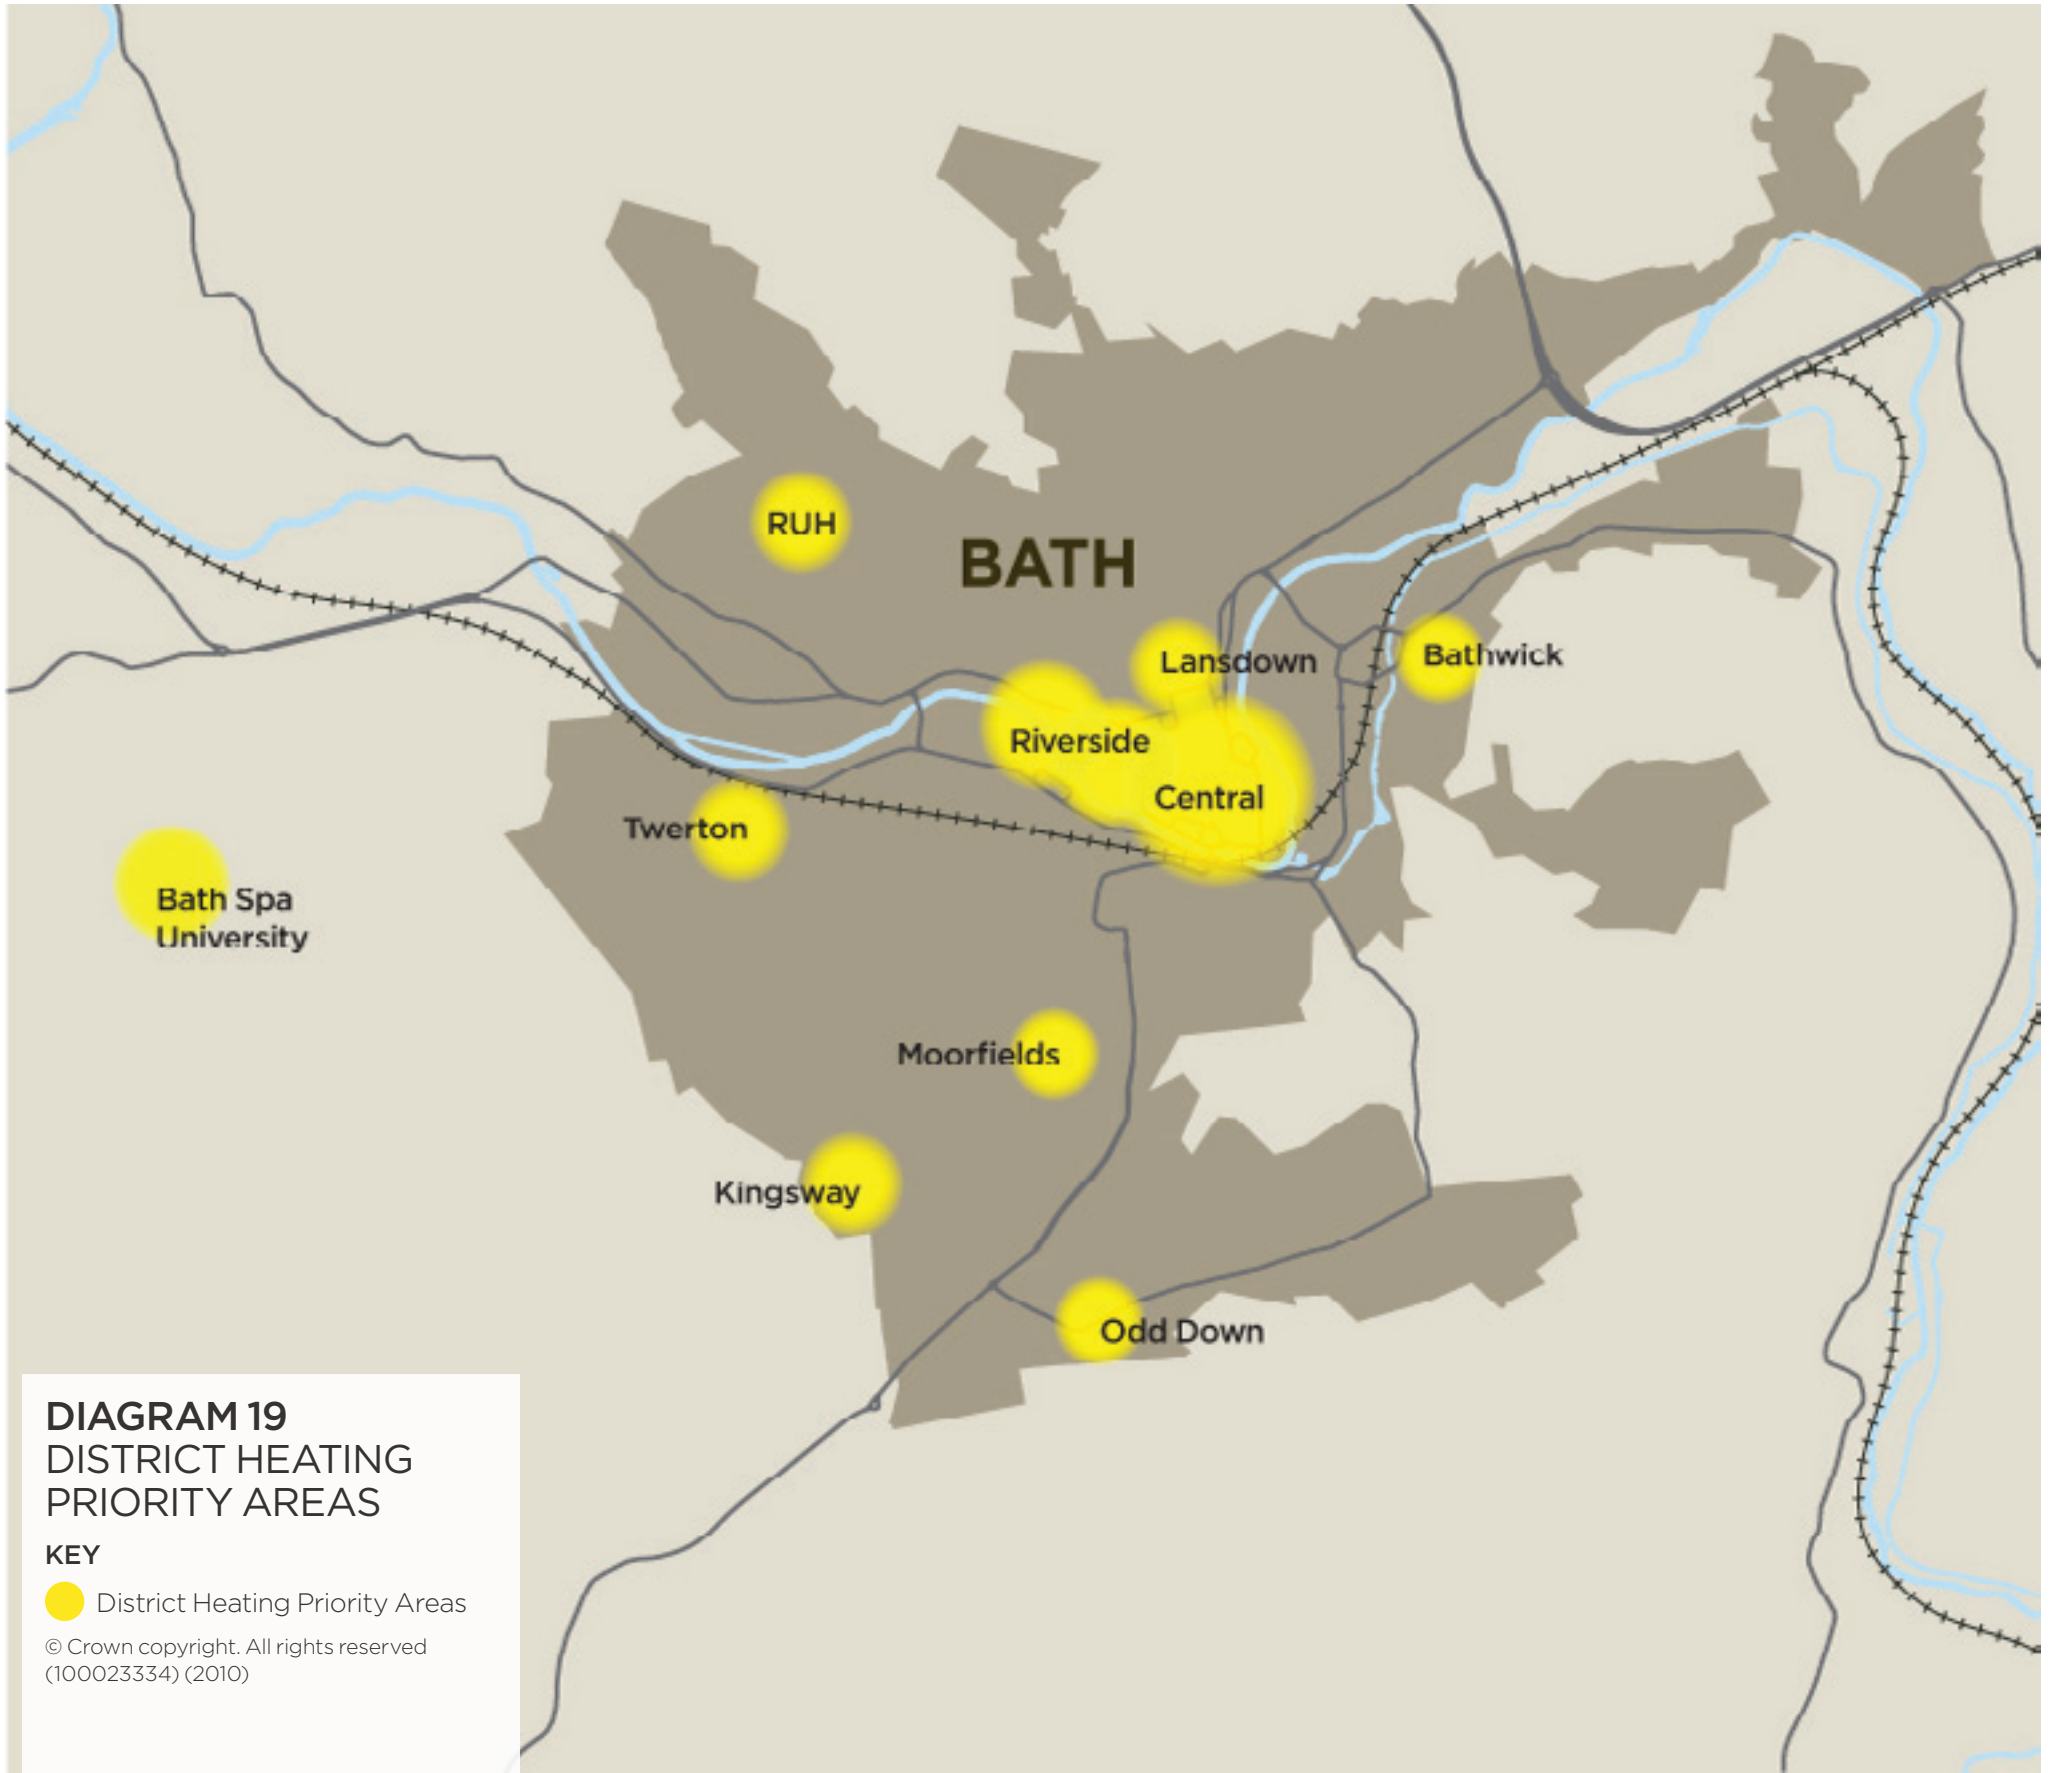 RUH
BATH
Lansdown
Bathwick
Riverside
Central
Twerton
Bath Spa
University
Moorfields
Kingsway
Odd Down
DIAGRAM 19
DISTRICT HEATING
PRIORITY AREAS
KEY
District Heating Priority Areas
© Crown copyright. All rights reserved
(100023334) (2010)